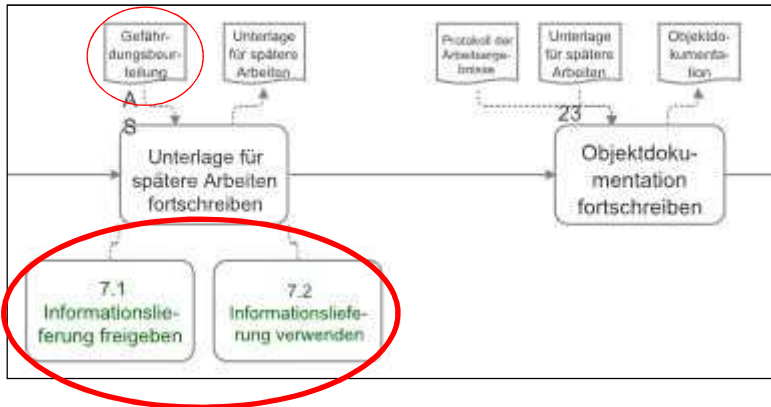 Gefähr-
dungsbeur-
teilung
Unterlage
für spätere
Arbeiten
Protokoll der
Arbeitserge-
bnisse
Unterlage
für spätere
Arbeiten
Objektdo-
kumenta-
tion
A
S
23
Unterlage für
spätere Arbeiten
fortschreiben
Objektdoku-
mentation
fortschreiben
7.1
Informationslie-
ferung freigeben
7.2
Informationsliefe-
rung verwenden